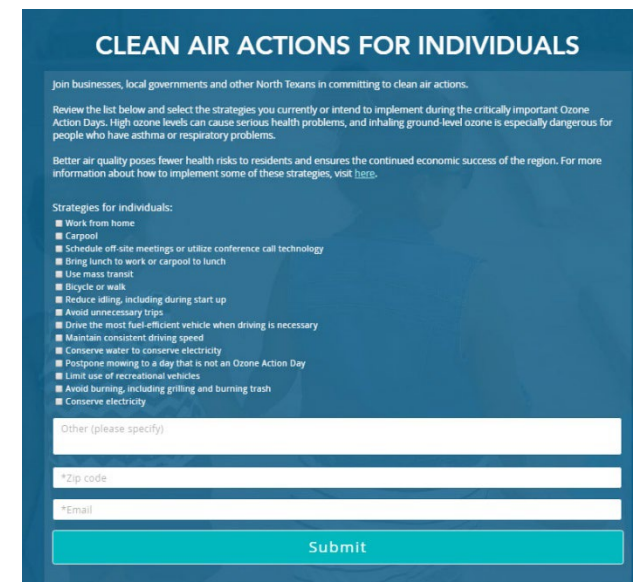 CLEAN AIR ACTIONS FOR INDIVIDUALS
Join businesses, local governments and other North Texans in committing to clean air actions.
Review the list below and select the strategies you currently or intend to implement during the critically important Ozone
Action Days. High ozone levels can cause serious health problems, and inhaling ground-level ozone is especially dangerous for
people who have asthma or respiratory problems.
Better air quality poses fewer health risks to residents and ensures the continued economic success of the region. For more
information about how to implement some of these strategies, visit here.
Strategies for individuals:
Work from home
Carpool
Schedule off-site meetings or utilize conference call technology
Bring lunch to work or carpool to lunch
Use mass transit
Bicycle or walk
Reduce idling, including during start up
Avoid unnecessary trips
Drive the most fuel-efficient vehicle when driving is necessary
Maintain consistent driving speed
Conserve water to conserve electricity
Postpone mowing to a day that is not an Ozone Action Day
Limit use of recreational vehicles
Avoid burning, including grilling and burning trash
Conserve electricity
Other (please specify)
*Zip code
*Email
Submit